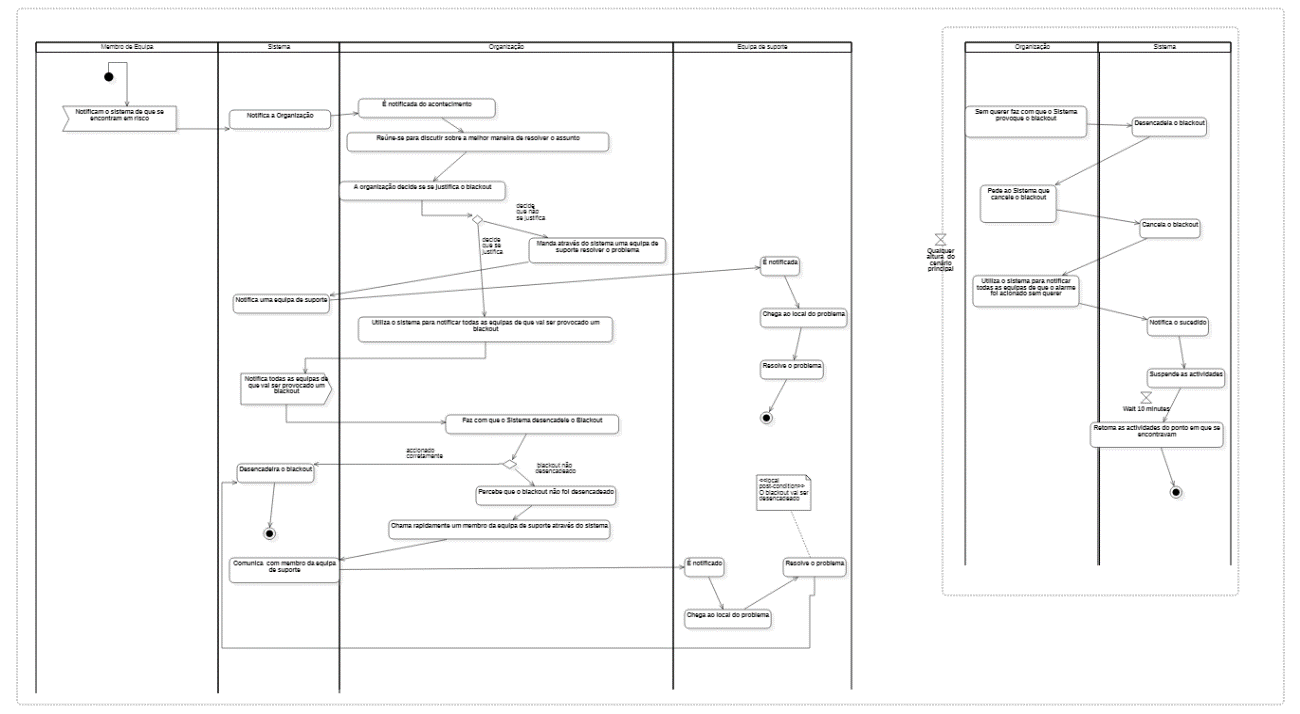 Membro de Equipa
Sistema
Organização
Equipa de suporte
Notificam o sistema de que se
encontram em risco
Notifica a Organização
É notificada do acontecimento
Reúne-se para discutir sobre a melhor maneira de resolver o assunto
A organização decide se se justifica o blackout
decide
que não
se justifica
decide
que se
justifica
Manda através do sistema uma equipa de
suporte resolver o problema
É notificada
Notifica uma equipa de suporte
Chega ao local do problema
Utiliza o sistema para notificar todas as equipas de que vai ser provocado um
blackout
Resolve o problema
Notifica todas as equipas de
que vai ser provocado um
blackout
Faz com que o Sistema desencadeie o Blackout
accionado
corretamente
blackout não
desencadeado
Desencadeira o blackout
Percebe que o blackout não foi desencadeado
<<local
post-condition>>
O blackout vai ser
desencadeado
Chama rapidamente um membro da equipa de suporte através do sistema
Comunica com membro da equipa
de suporte
É notificado
Resolve o problema
Chega ao local do problema
Organização
Sistema
Sem querer faz com que o Sistema
provoque o blackout
Desencadeia o blackout
Pede ao Sistema que
cancele o blackout
Cancela o blackout
Qualquer
altura do
cenário
principal
Utiliza o sistema para notificar
todas as equipas de que o alarme
foi acionado sem querer
Notifica o sucedido
Suspende as actividades
Wait 10 minutes
Retoma as actividades do ponto em que se
encontravam